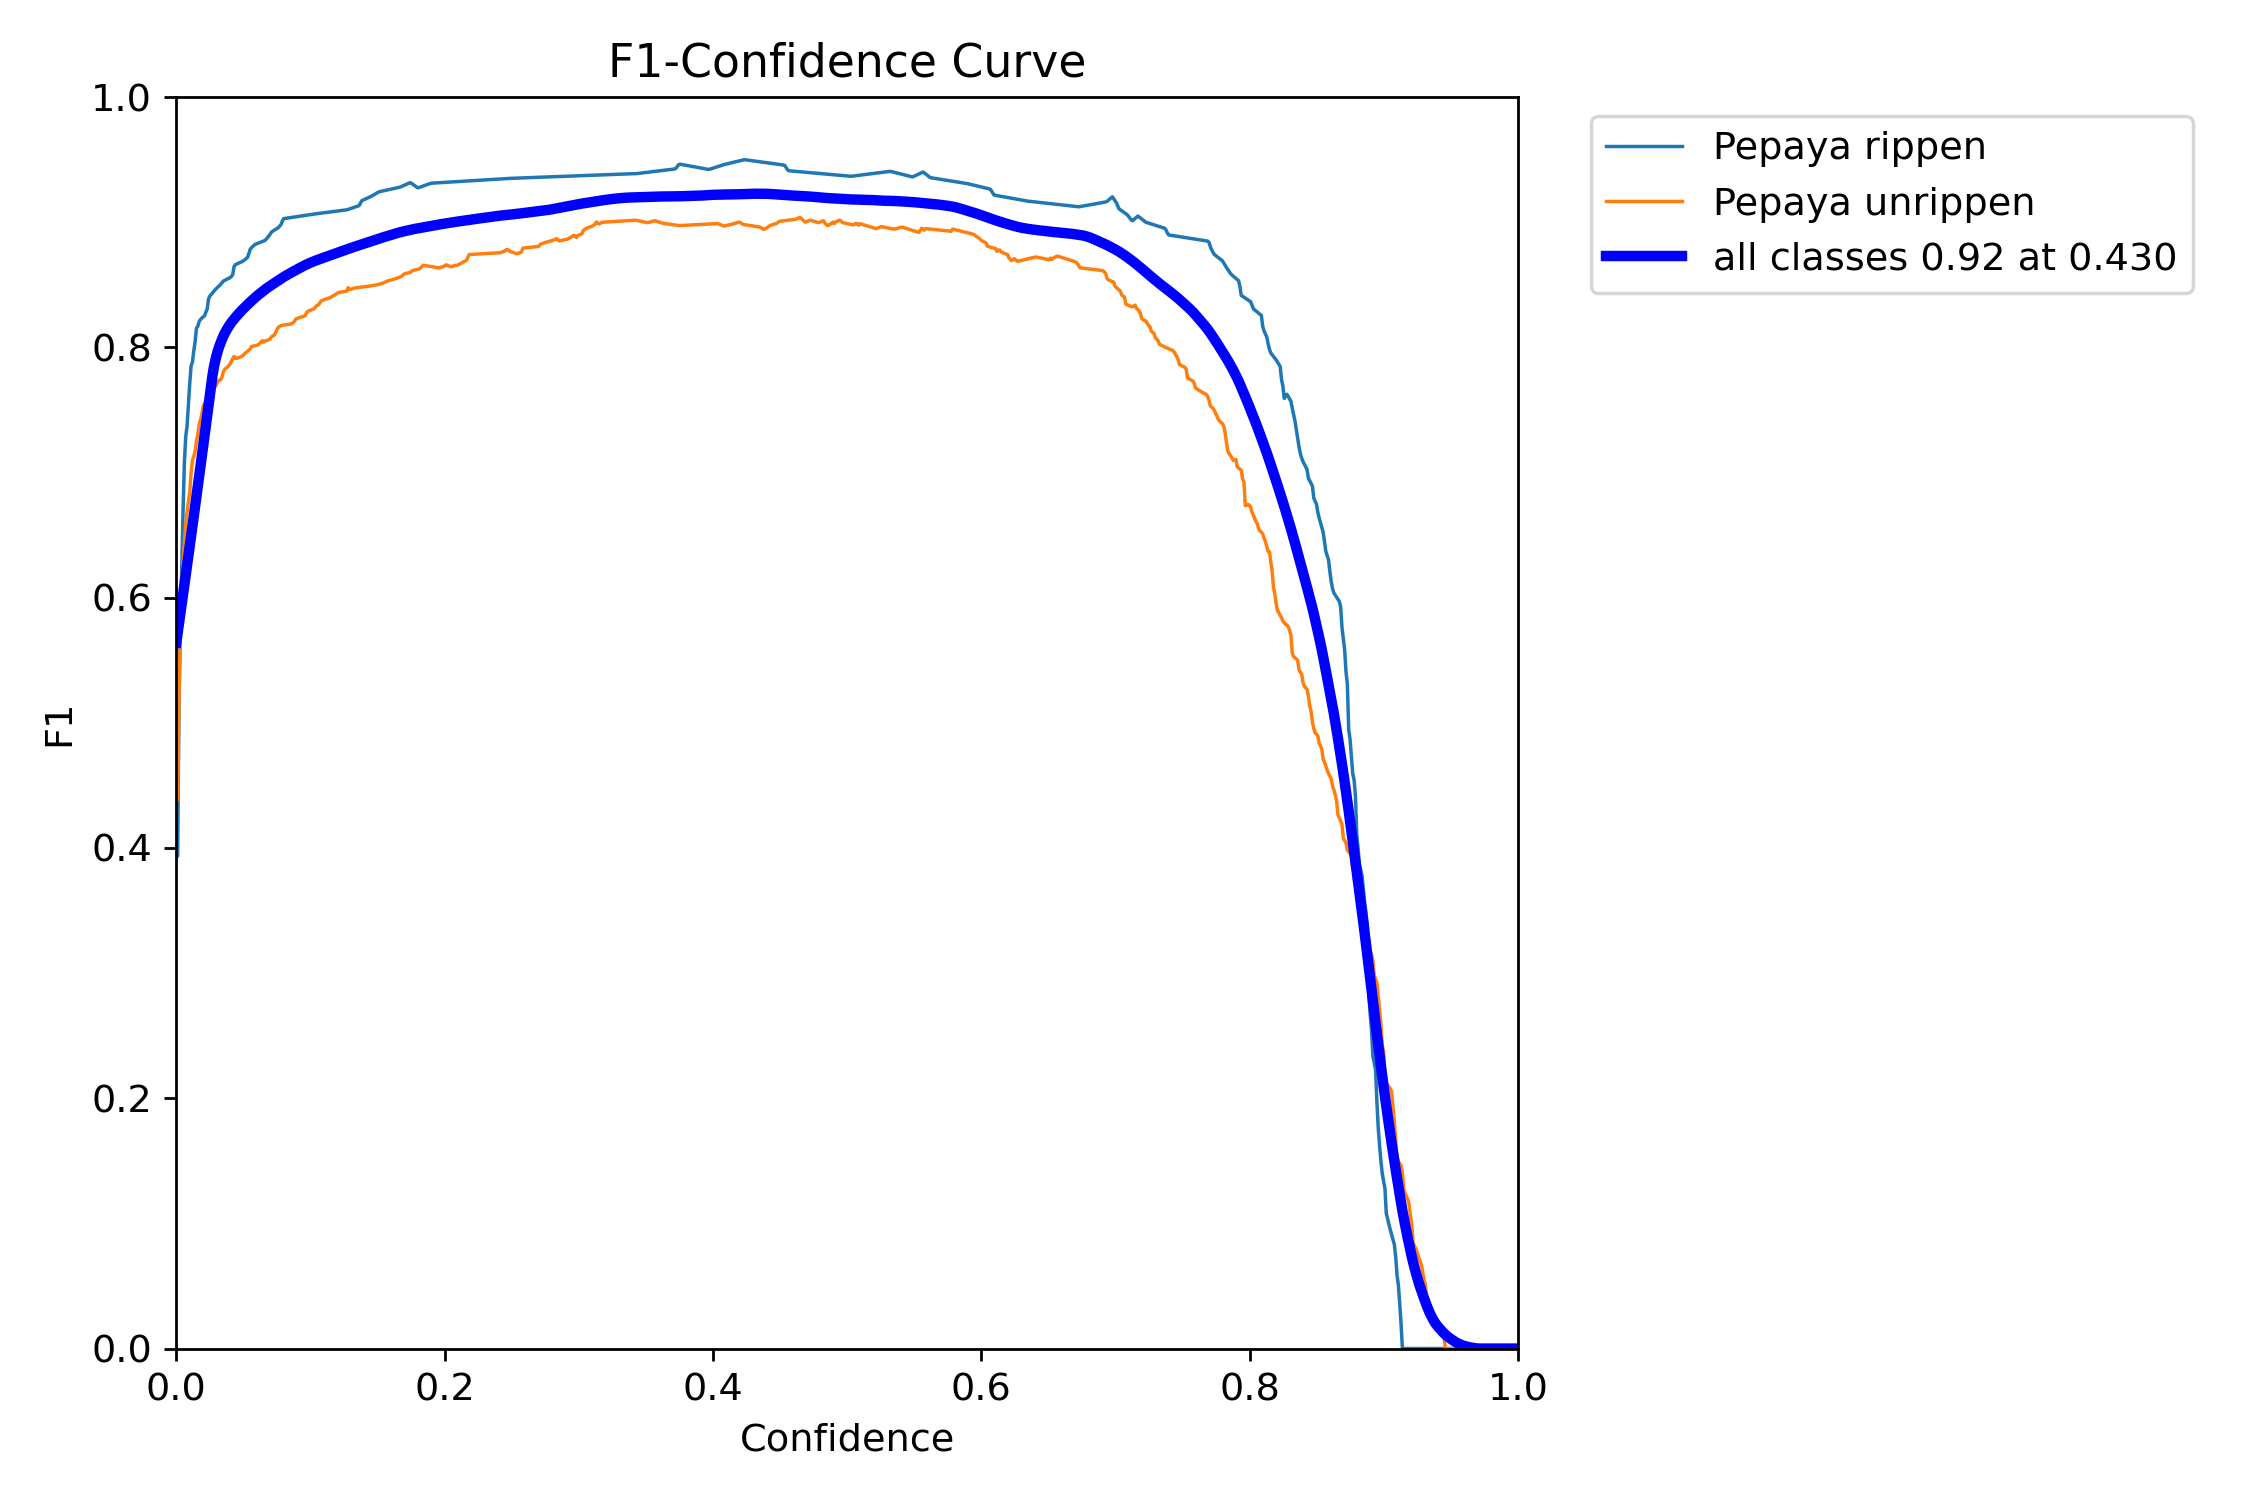 F1-Confidence Curve
1.0
0.8
0.6
0.4
0.2
0.0
F1
0.0 0.2 0.4 0.6 0.8 1.0
Confidence
Pepaya rippen
Pepaya unrippen
all classes 0.92 at 0.430